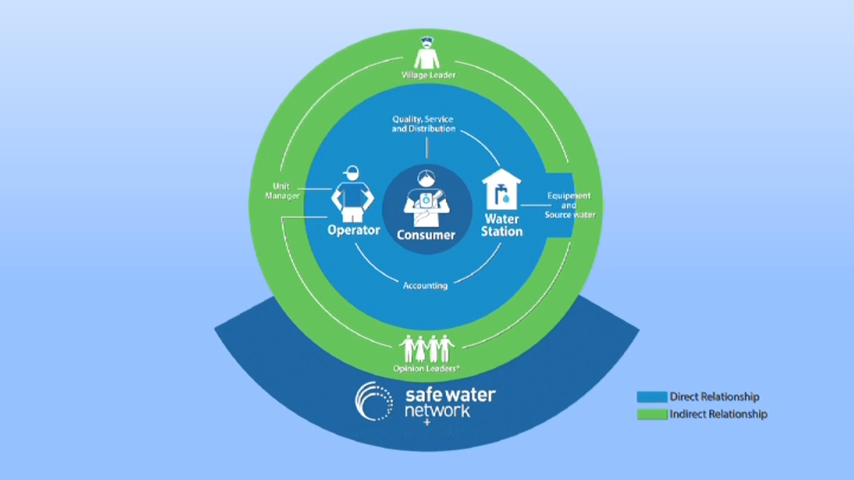 Village Leader
Quality, Service
and Distribution
Unit
Manager
Equipment
and
Source water
Operator
Consumer
Water
Station
Accounting
Opinion Leaders*
safe water
network
+
Direct Relationship
Indirect Relationship